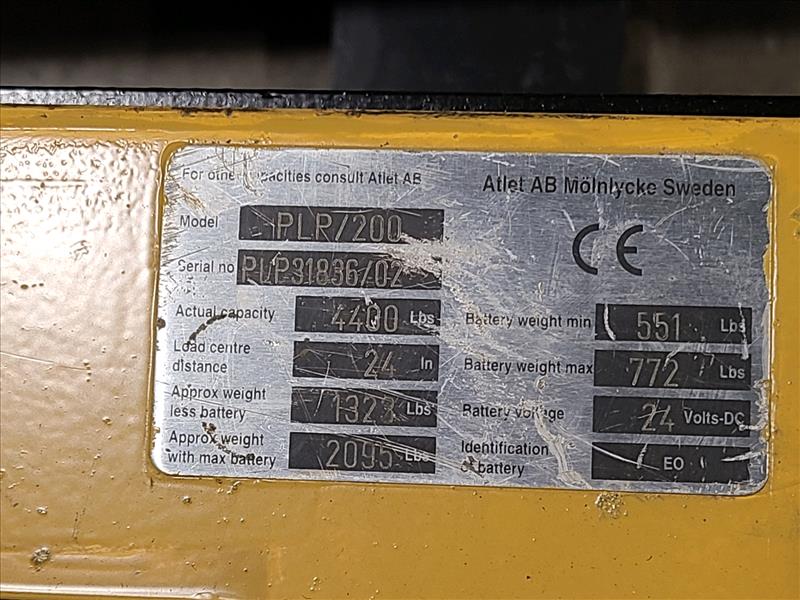 For other capacities consult Atlet AB
Atlet AB Mölnlycke Sweden
Model PLR/200
CE
Serial no PLP31836/02
Actual capacity 4400 Lbs
Battery weight min 551 Lbs
Load centre
distance 24 In
Battery weight max 772 Lbs
Approx weight
less battery 1323 Lbs
Battery voltage 24 Volts-DC
Approx weight
with max battery 2095 Lbs
Identification
of battery EO